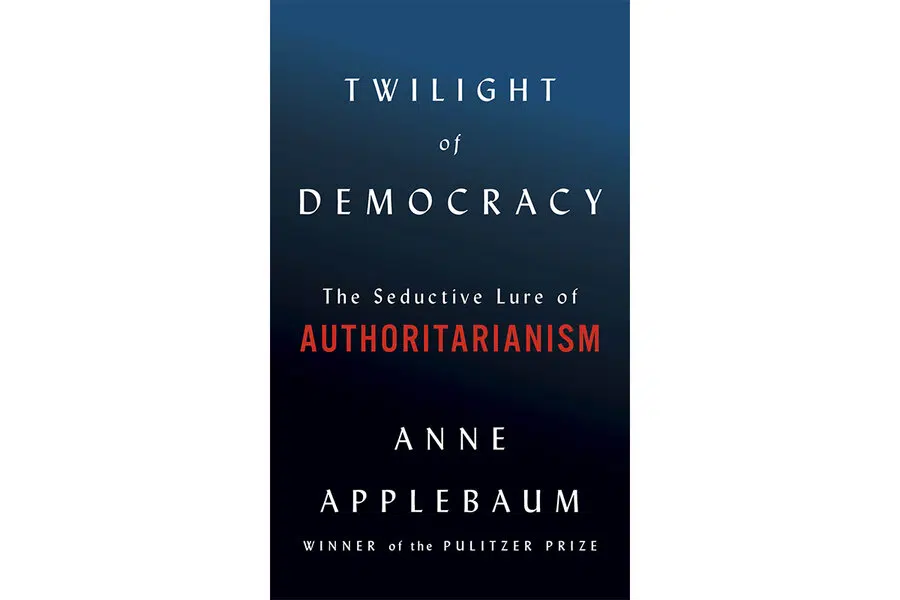 TWILIGHT
of
DEMOCRACY
The Seductive Lure of
AUTHORITARIANISM
ANNE
APPLEBAUM
WINNER of the PULITZER PRIZE